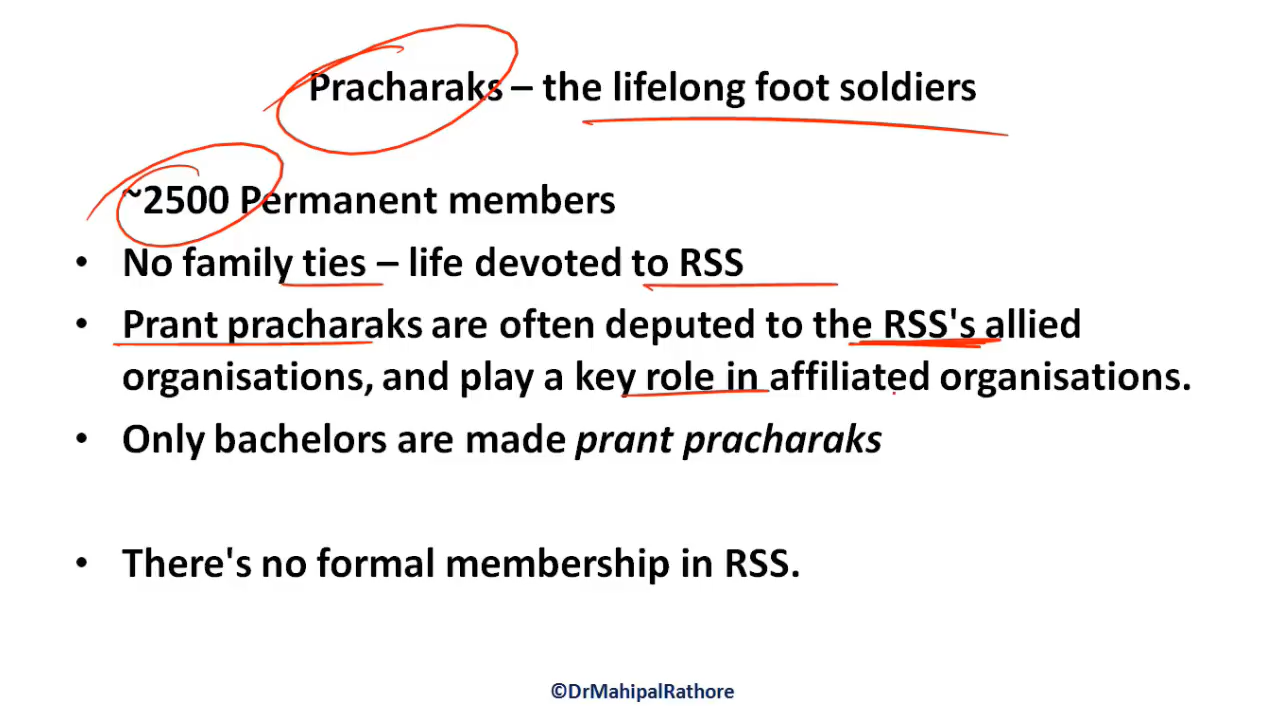 Pracharaks – the lifelong foot soldiers
~2500 Permanent members
• No family ties – life devoted to RSS
• Prant pracharaks are often deputed to the RSS's allied
organisations, and play a key role in affiliated organisations.
• Only bachelors are made prant pracharaks
• There's no formal membership in RSS.
©DrMahipalRathore